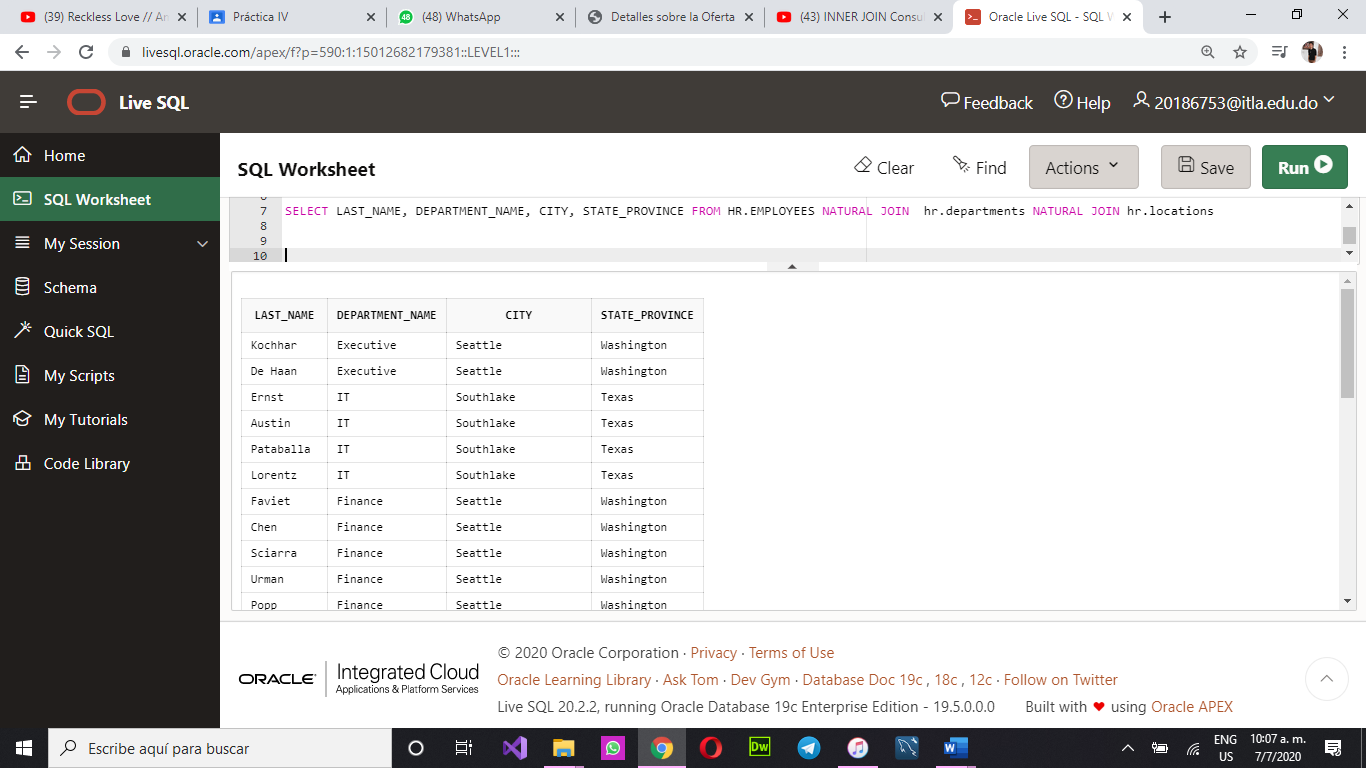 (39) Reckless Love // An
Práctica IV
(48) WhatsApp
Detalles sobre la Oferta
(43) INNER JOIN Consul
Oracle Live SQL - SQL W
livesql.oracle.com/apex/f?p=590:1:15012682179381::LEVEL1:::
Live SQL
Feedback
Help
20186753@itla.edu.do
Home
SQL Worksheet
My Session
Schema
Quick SQL
My Scripts
My Tutorials
Code Library
SQL Worksheet
Clear
Find
Actions
Save
Run
6
7 SELECT LAST_NAME, DEPARTMENT_NAME, CITY, STATE_PROVINCE FROM HR.EMPLOYEES NATURAL JOIN  hr.departments NATURAL JOIN hr.locations
8
9
10
LAST_NAME DEPARTMENT_NAME CITY STATE_PROVINCE
Kochhar Executive Seattle Washington
De Haan Executive Seattle Washington
Ernst IT Southlake Texas
Austin IT Southlake Texas
Pataballa IT Southlake Texas
Lorentz IT Southlake Texas
Faviet Finance Seattle Washington
Chen Finance Seattle Washington
Sciarra Finance Seattle Washington
Urman Finance Seattle Washington
Popp Finance Seattle Washington
ORACLE Integrated Cloud
Applications & Platform Services
© 2020 Oracle Corporation · Privacy · Terms of Use
Oracle Learning Library · Ask Tom · Dev Gym · Database Doc 19c , 18c , 12c · Follow on Twitter
Live SQL 20.2.2, running Oracle Database 19c Enterprise Edition - 19.5.0.0.0 Built with ❤ using Oracle APEX
Escribe aquí para buscar
Dw
W
ENG
US
10:07 a. m.
7/7/2020